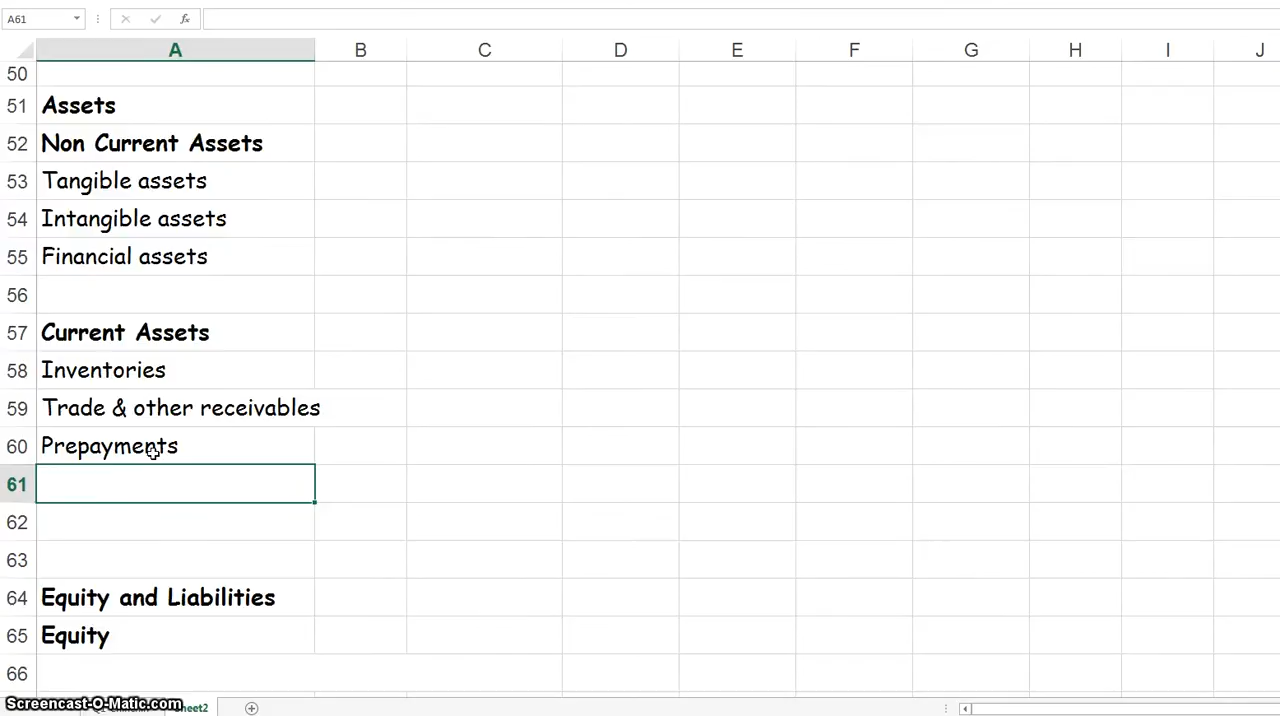 A61
fx
A B C D E F G H I J
50
51 Assets
52 Non Current Assets
53 Tangible assets
54 Intangible assets
55 Financial assets
56
57 Current Assets
58 Inventories
59 Trade & other receivables
60 Prepayments
61
62
63
64 Equity and Liabilities
65 Equity
66
Screencast-O-Matic.com
Sheet2